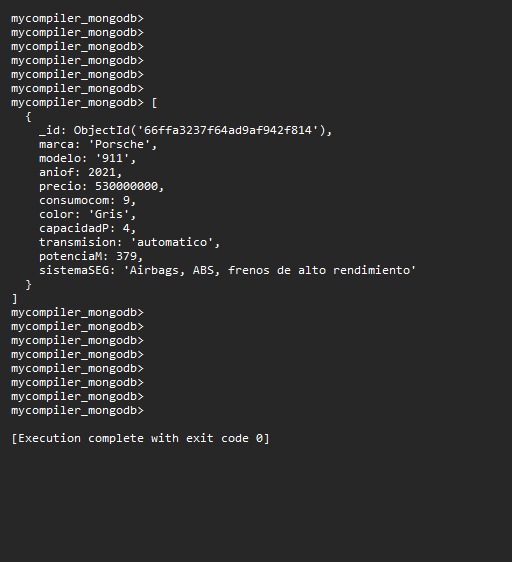 mycompiler_mongodb>
mycompiler_mongodb>
mycompiler_mongodb>
mycompiler_mongodb>
mycompiler_mongodb>
mycompiler_mongodb>
mycompiler_mongodb> [
  {
    _id: ObjectId('66ffa3237f64ad9af942f814'),
    marca: 'Porsche',
    modelo: '911',
    aniof: 2021,
    precio: 530000000,
    consumocom: 9,
    color: 'Gris',
    capacidadP: 4,
    transmision: 'automatico',
    potenciaM: 379,
    sistemaSEG: 'Airbags, ABS, frenos de alto rendimiento'
  }
]
mycompiler_mongodb>
mycompiler_mongodb>
mycompiler_mongodb>
mycompiler_mongodb>
mycompiler_mongodb>
mycompiler_mongodb>
mycompiler_mongodb>
mycompiler_mongodb>

[Execution complete with exit code 0]